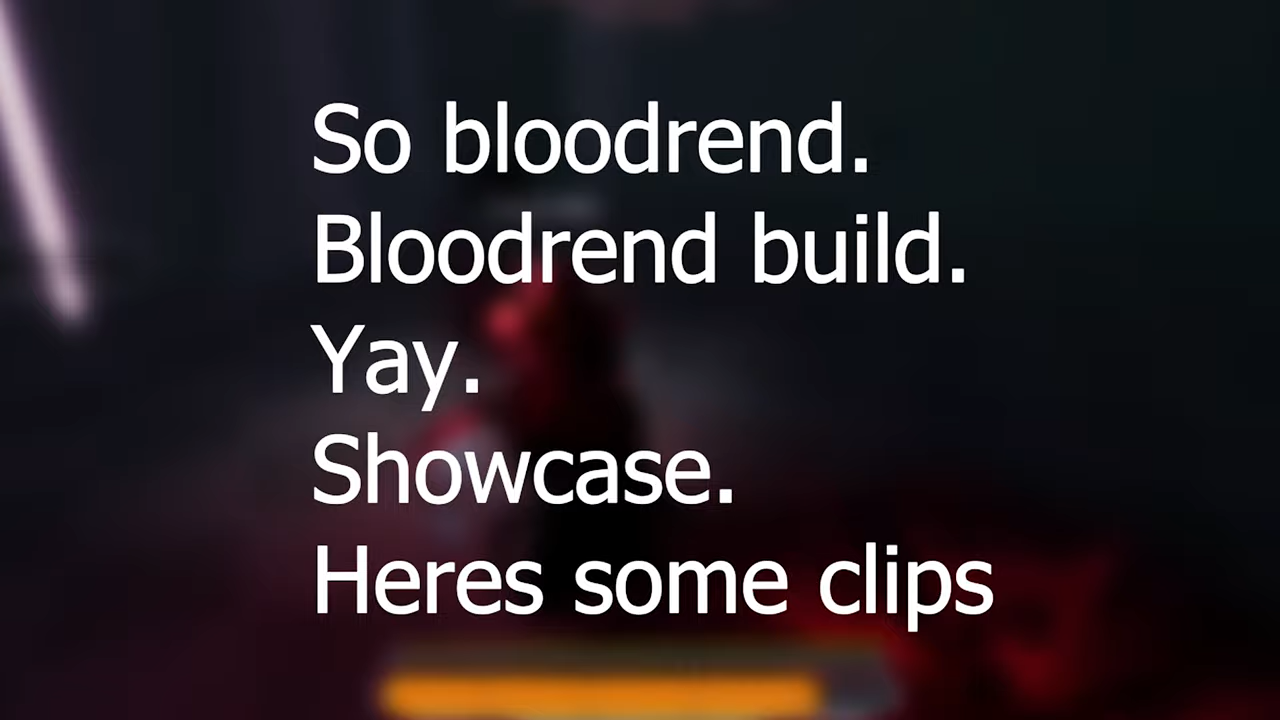 So bloodrend.
Bloodrend build.
Yay.
Showcase.
Heres some clips